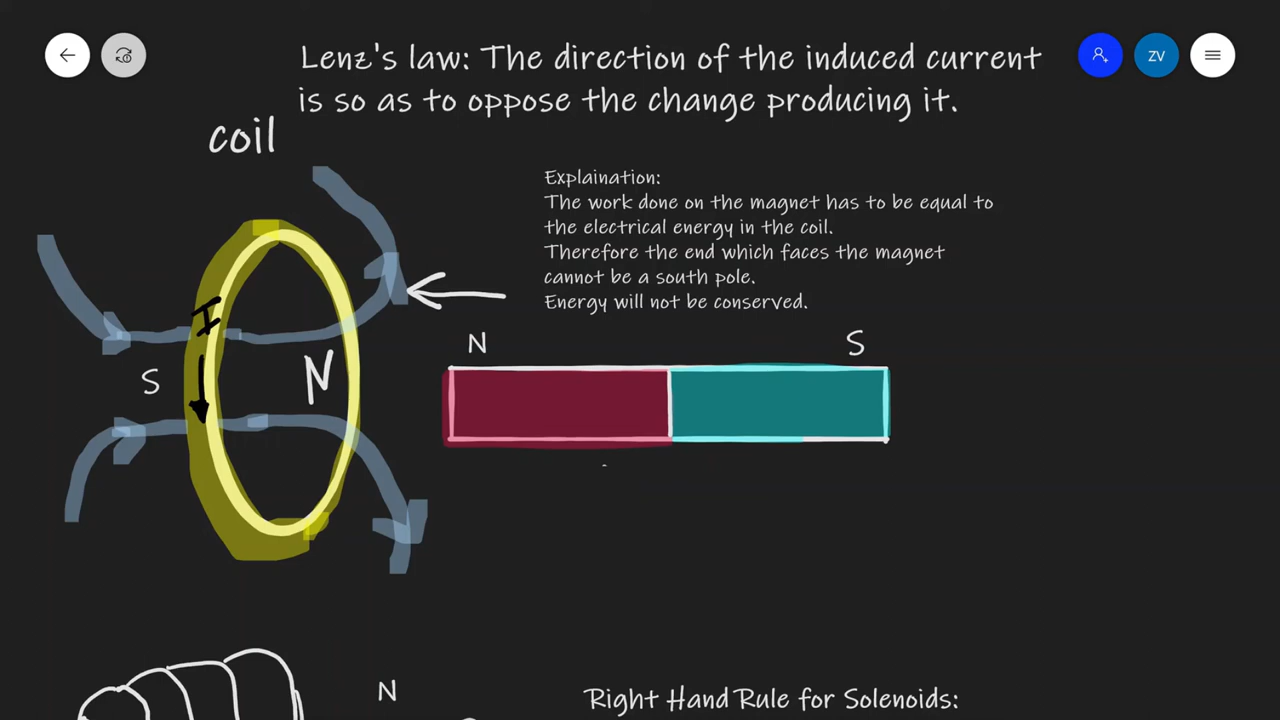 ZV
Lenz's law: The direction of the induced current
is so as to oppose the change producing it.
coil
Explaination:
The work done on the magnet has to be equal to
the electrical energy in the coil.
Therefore the end which faces the magnet
cannot be a south pole.
Energy will not be conserved.
I
N
S
S
N
N
Right Hand Rule for Solenoids: